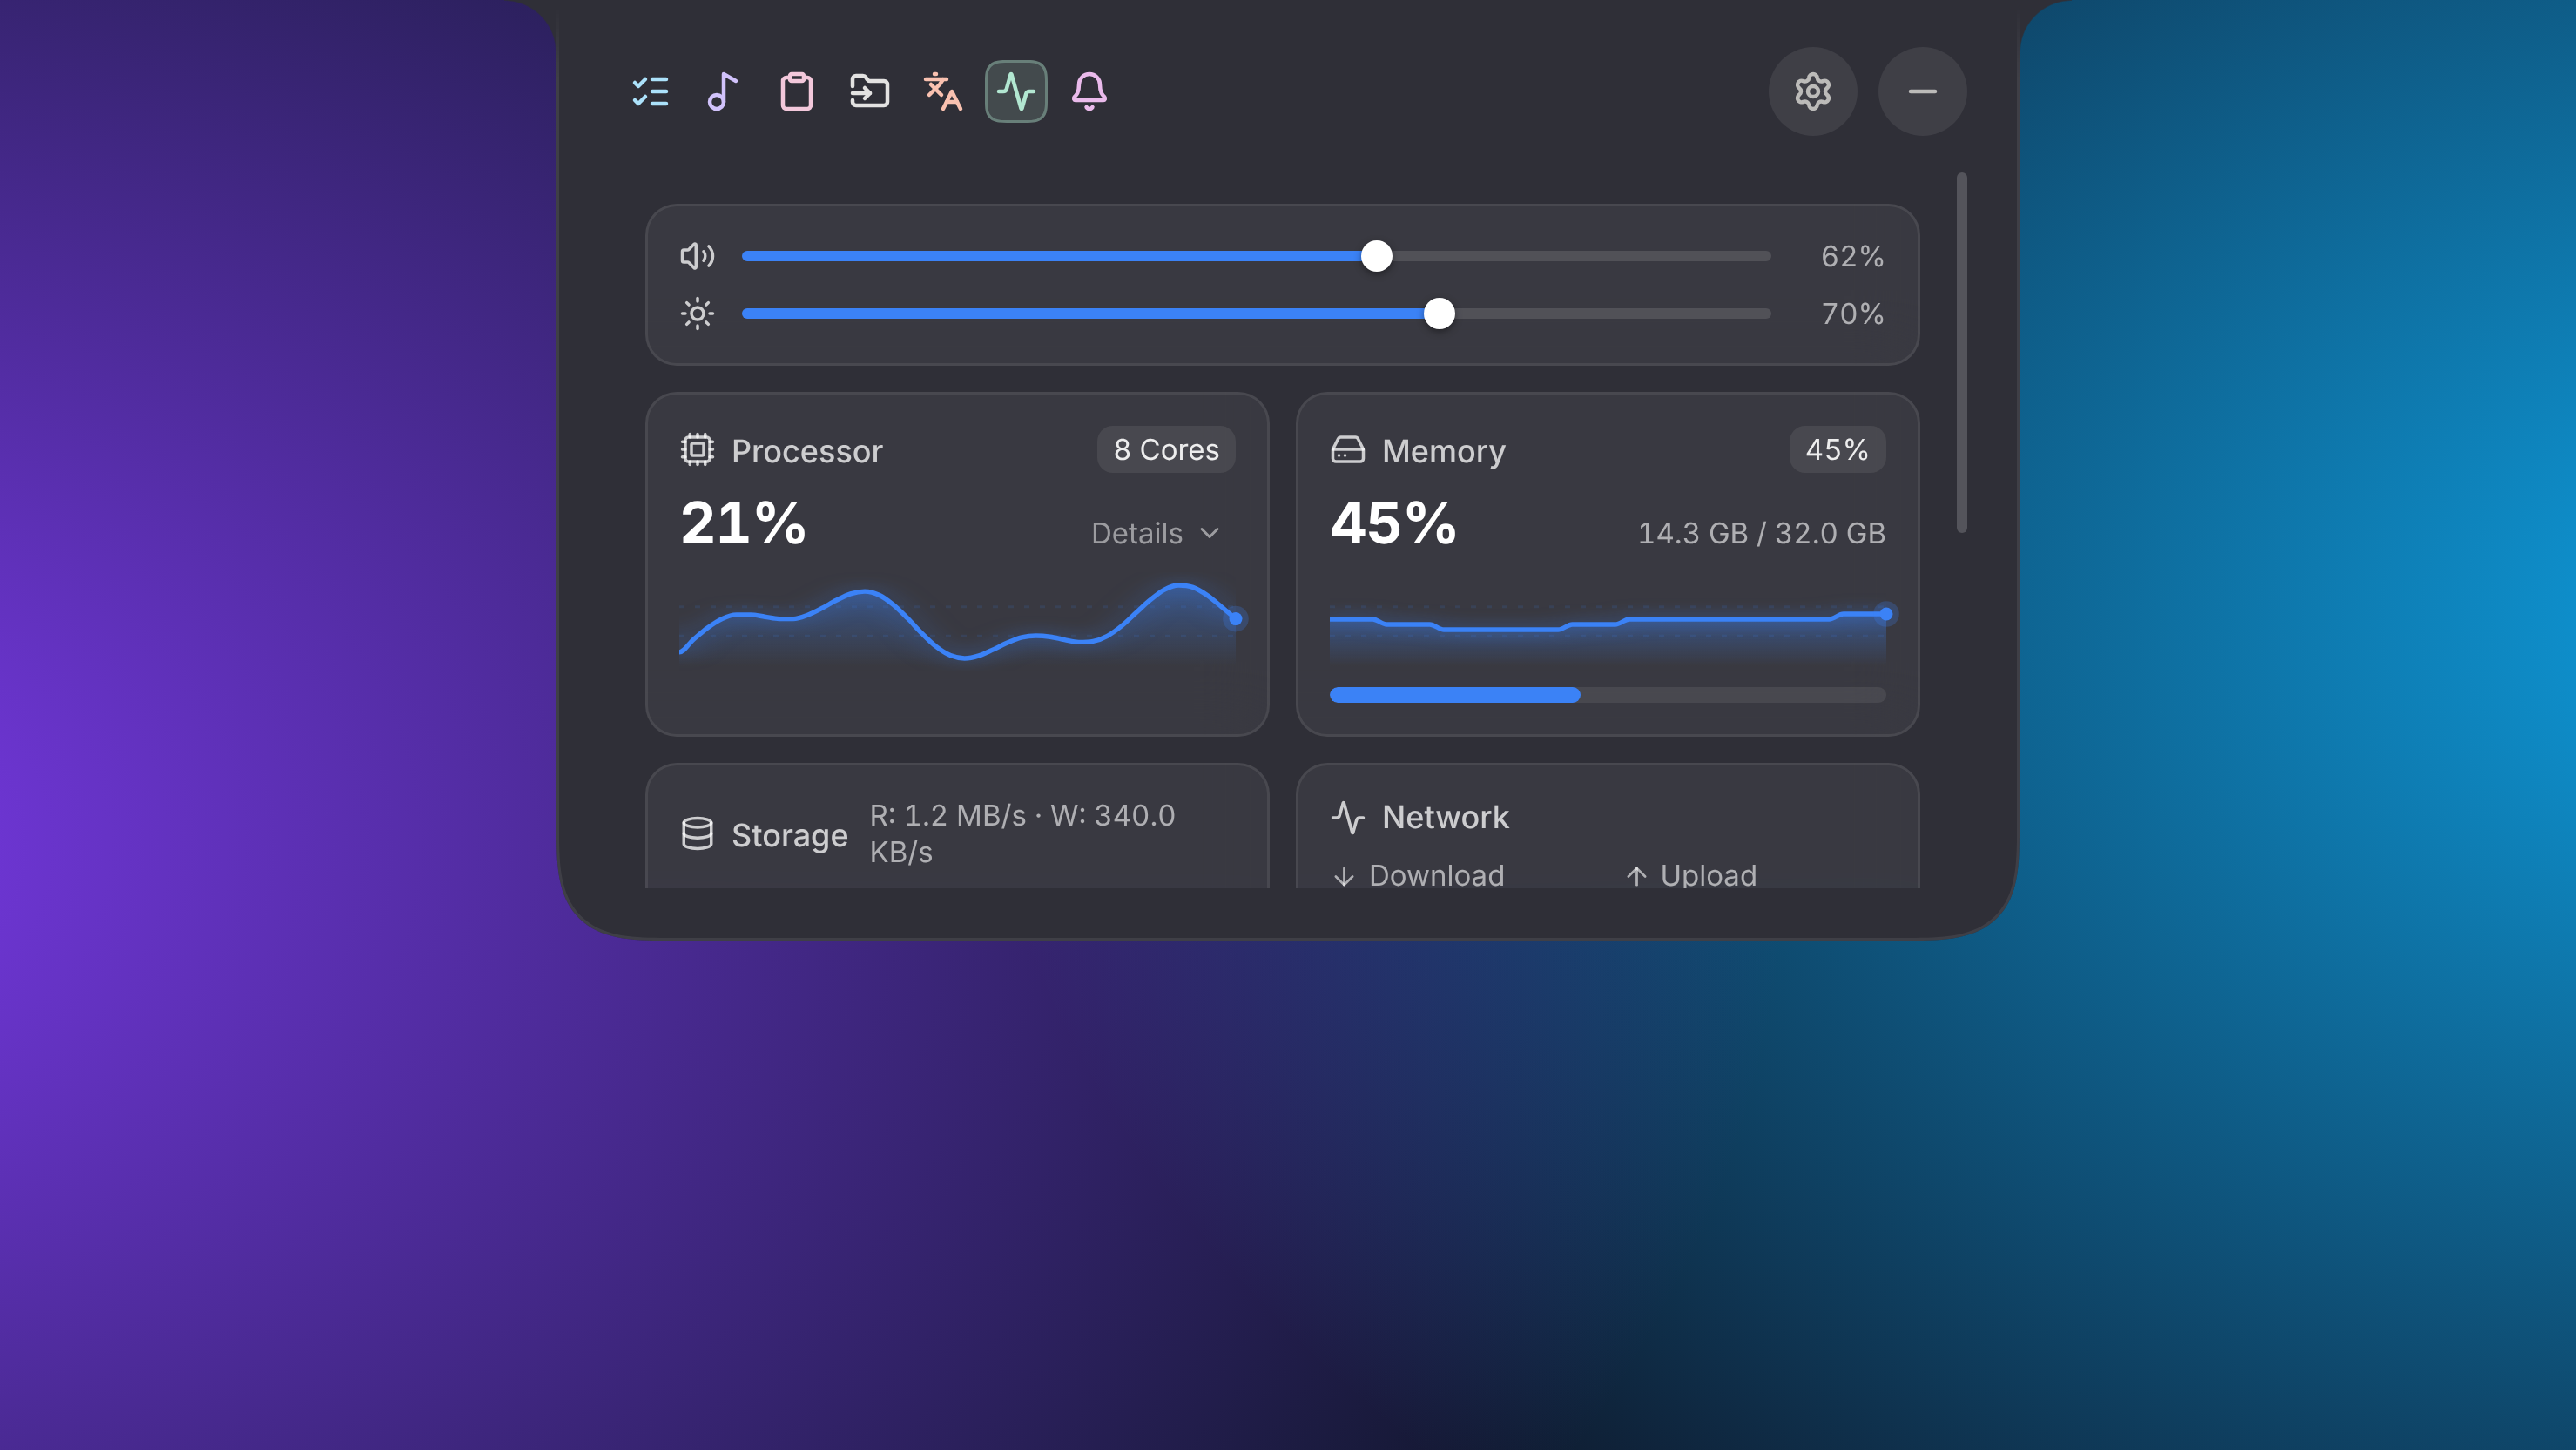 62%
70%
Processor
8 Cores
21%
Details
Memory
45%
45%
14.3 GB / 32.0 GB
Storage
R: 1.2 MB/s · W: 340.0
KB/s
Network
Download
Upload